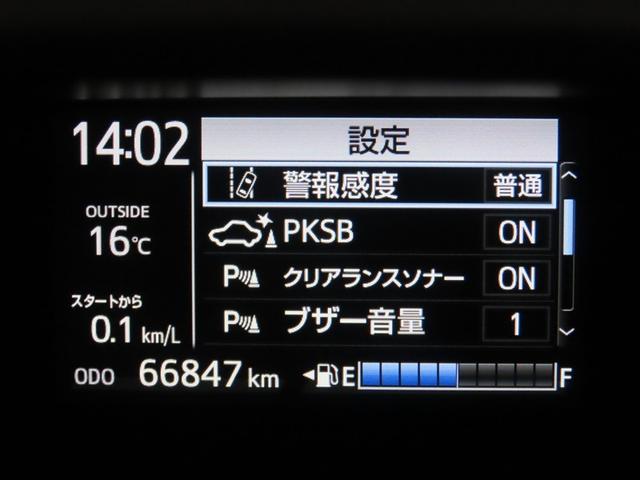 14:02
設定
警報感度 普通
OUTSIDE
16℃
PKSB ON
クリアランスソナー ON
スタートから
0.1 km/L
ブザー音量 1
ODO 66847 km E F